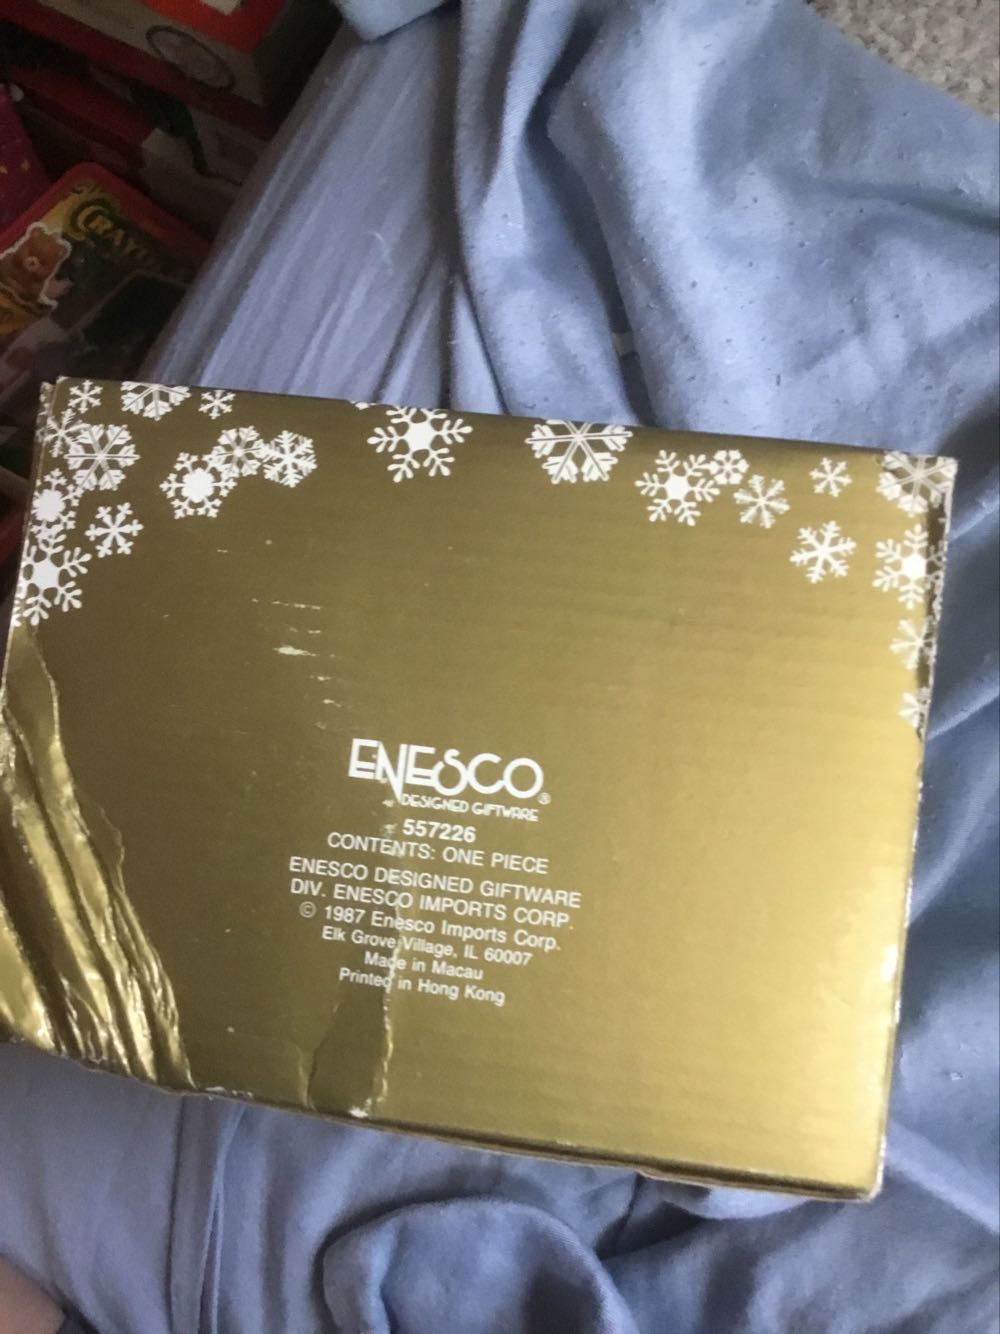 CRAYO
ENESCO®
DESIGNED GIFTWARE
557226
CONTENTS: ONE PIECE
ENESCO DESIGNED GIFTWARE
DIV. ENESCO IMPORTS CORP.
© 1987 Enesco Imports Corp.
Elk Grove Village, IL 60007
Made in Macau
Printed in Hong Kong